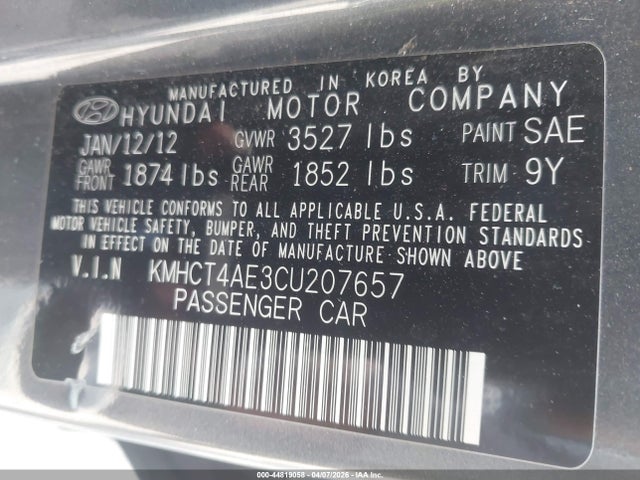 MANUFACTURED IN KOREA BY
HYUNDAI MOTOR COMPANY
JAN/12/12 GVWR 3527 lbs PAINT SAE
GAWR FRONT 1874 lbs GAWR REAR 1852 lbs TRIM 9Y
THIS VEHICLE CONFORMS TO ALL APPLICABLE U.S.A. FEDERAL
MOTOR VEHICLE SAFETY, BUMPER, AND THEFT PREVENTION STANDARDS
IN EFFECT ON THE DATE OF MANUFACTURE SHOWN ABOVE
V.I.N KMHCT4AE3CU207657
PASSENGER CAR
000-44819058 - 04/07/2026 - IAA Inc.